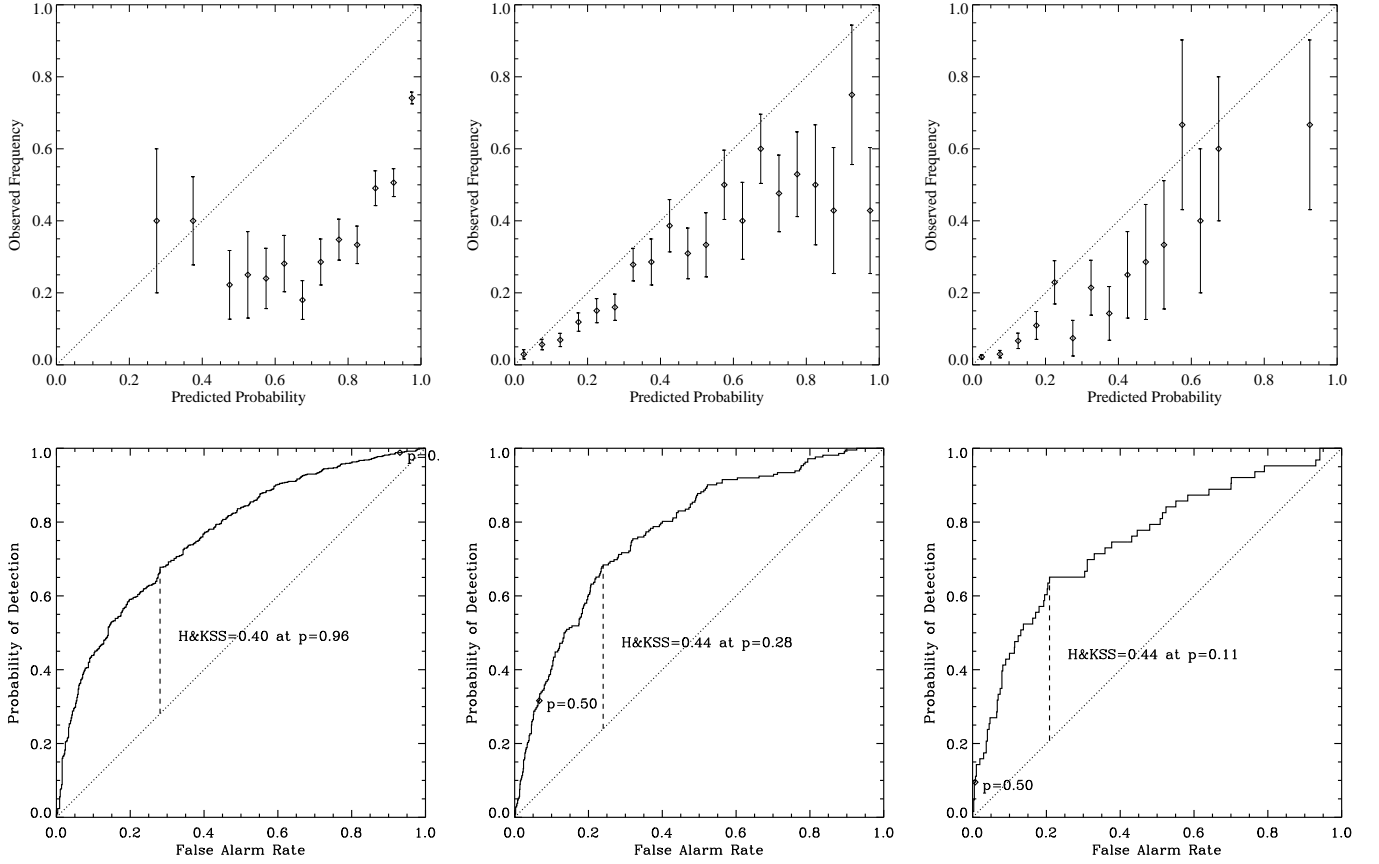 1.0 1.0 1.0
0.8 0.8 0.8
0.6 0.6 0.6
0.4 0.4 0.4
0.2 0.2 0.2
0.0 0.0 0.0
Observed Frequency Observed Frequency Observed Frequency
0.0 0.2 0.4 0.6 0.8 1.0 0.0 0.2 0.4 0.6 0.8 1.0 0.0 0.2 0.4 0.6 0.8 1.0
Predicted Probability Predicted Probability Predicted Probability
1.0 p=0. 1.0 1.0
0.8 0.8 0.8
0.6 0.6 0.6
H&KSS=0.40 at p=0.96 H&KSS=0.44 at p=0.28 H&KSS=0.44 at p=0.11
0.4 0.4 0.4
p=0.50
0.2 0.2 0.2
p=0.50
0.0 0.0 0.0
Probability of Detection Probability of Detection Probability of Detection
0.0 0.2 0.4 0.6 0.8 1.0 0.0 0.2 0.4 0.6 0.8 1.0 0.0 0.2 0.4 0.6 0.8 1.0
False Alarm Rate False Alarm Rate False Alarm Rate